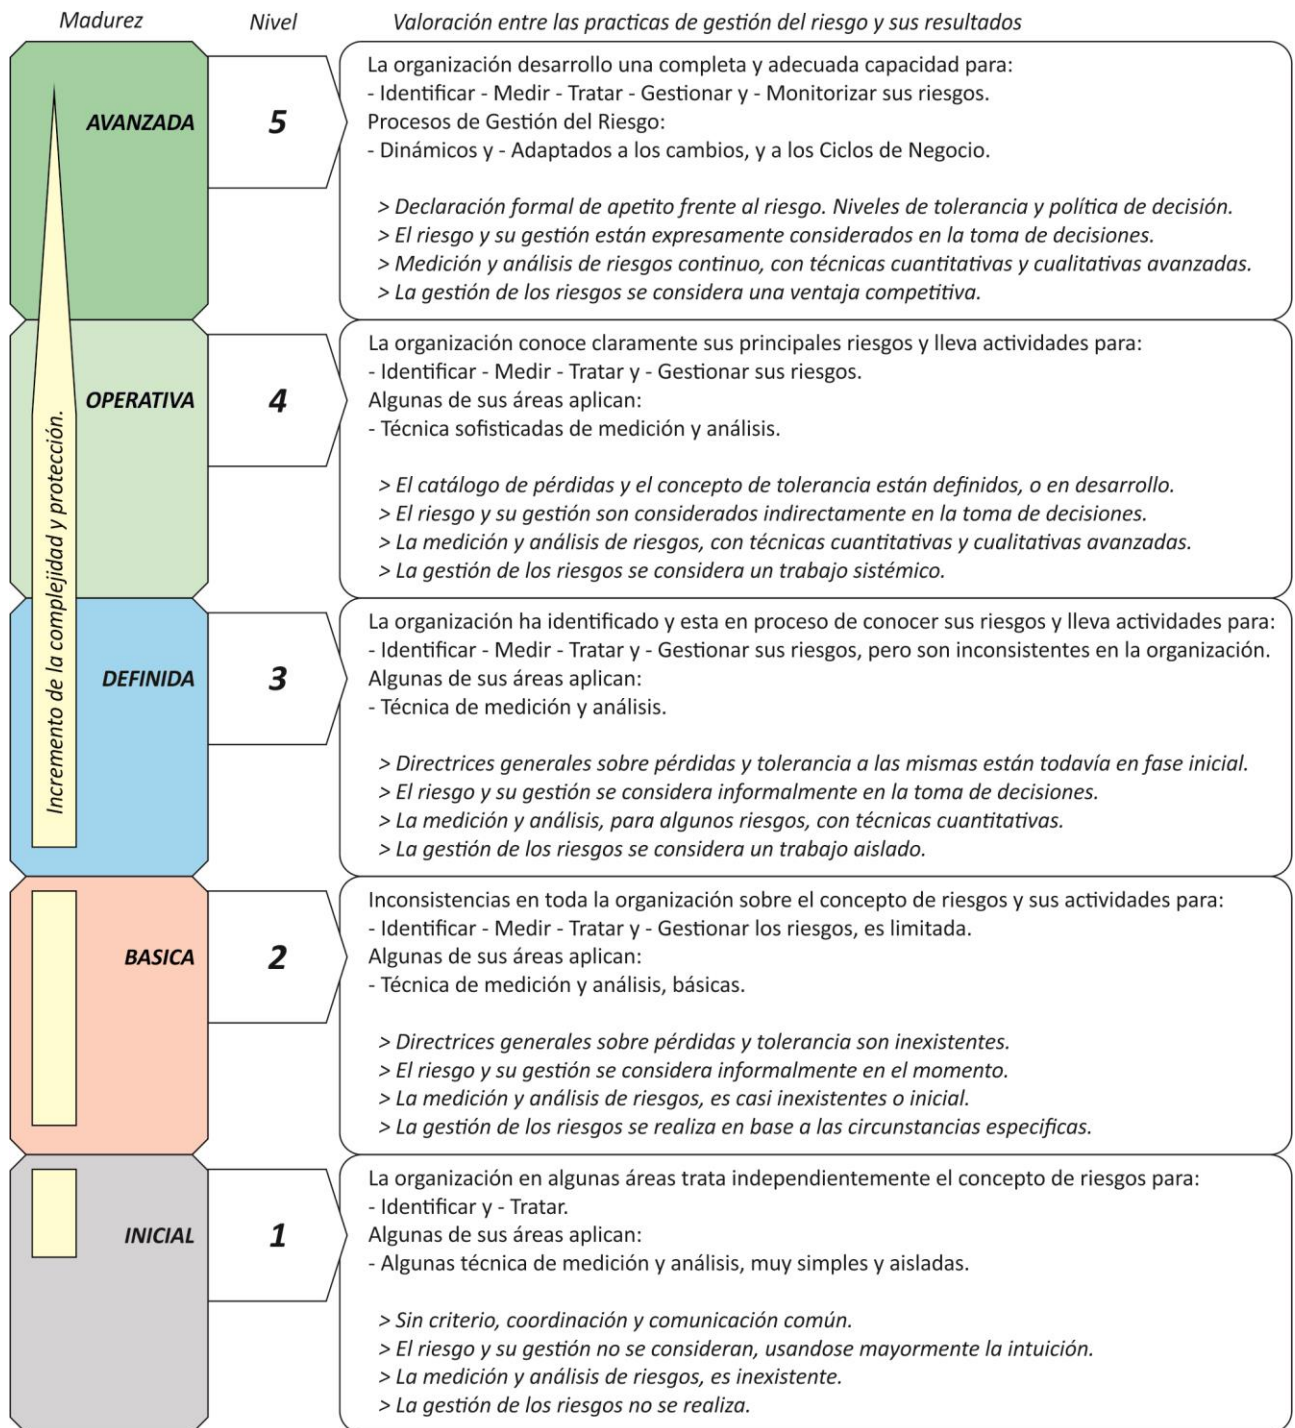 Madurez Nivel Valoración entre las practicas de gestión del riesgo y sus resultados
Incremento de la complejidad y protección.
AVANZADA
5
La organización desarrollo una completa y adecuada capacidad para:
- Identificar - Medir - Tratar - Gestionar y - Monitorizar sus riesgos.
Procesos de Gestión del Riesgo:
- Dinámicos y - Adaptados a los cambios, y a los Ciclos de Negocio.
> Declaración formal de apetito frente al riesgo. Niveles de tolerancia y política de decisión.
> El riesgo y su gestión están expresamente considerados en la toma de decisiones.
> Medición y análisis de riesgos continuo, con técnicas cuantitativas y cualitativas avanzadas.
> La gestión de los riesgos se considera una ventaja competitiva.
OPERATIVA
4
La organización conoce claramente sus principales riesgos y lleva actividades para:
- Identificar - Medir - Tratar y - Gestionar sus riesgos.
Algunas de sus áreas aplican:
- Técnica sofisticadas de medición y análisis.
> El catálogo de pérdidas y el concepto de tolerancia están definidos, o en desarrollo.
> El riesgo y su gestión son considerados indirectamente en la toma de decisiones.
> La medición y análisis de riesgos, con técnicas cuantitativas y cualitativas avanzadas.
> La gestión de los riesgos se considera un trabajo sistémico.
DEFINIDA
3
La organización ha identificado y esta en proceso de conocer sus riesgos y lleva actividades para:
- Identificar - Medir - Tratar y - Gestionar sus riesgos, pero son inconsistentes en la organización.
Algunas de sus áreas aplican:
- Técnica de medición y análisis.
> Directrices generales sobre pérdidas y tolerancia a las mismas están todavía en fase inicial.
> El riesgo y su gestión se considera informalmente en la toma de decisiones.
> La medición y análisis, para algunos riesgos, con técnicas cuantitativas.
> La gestión de los riesgos se considera un trabajo aislado.
BASICA
2
Inconsistencias en toda la organización sobre el concepto de riesgos y sus actividades para:
- Identificar - Medir - Tratar y - Gestionar los riesgos, es limitada.
Algunas de sus áreas aplican:
- Técnica de medición y análisis, básicas.
> Directrices generales sobre pérdidas y tolerancia son inexistentes.
> El riesgo y su gestión se considera informalmente en el momento.
> La medición y análisis de riesgos, es casi inexistentes o inicial.
> La gestión de los riesgos se realiza en base a las circunstancias especificas.
INICIAL
1
La organización en algunas áreas trata independientemente el concepto de riesgos para:
- Identificar y - Tratar.
Algunas de sus áreas aplican:
- Algunas técnica de medición y análisis, muy simples y aisladas.
> Sin criterio, coordinación y comunicación común.
> El riesgo y su gestión no se consideran, usandose mayormente la intuición.
> La medición y análisis de riesgos, es inexistente.
> La gestión de los riesgos no se realiza.